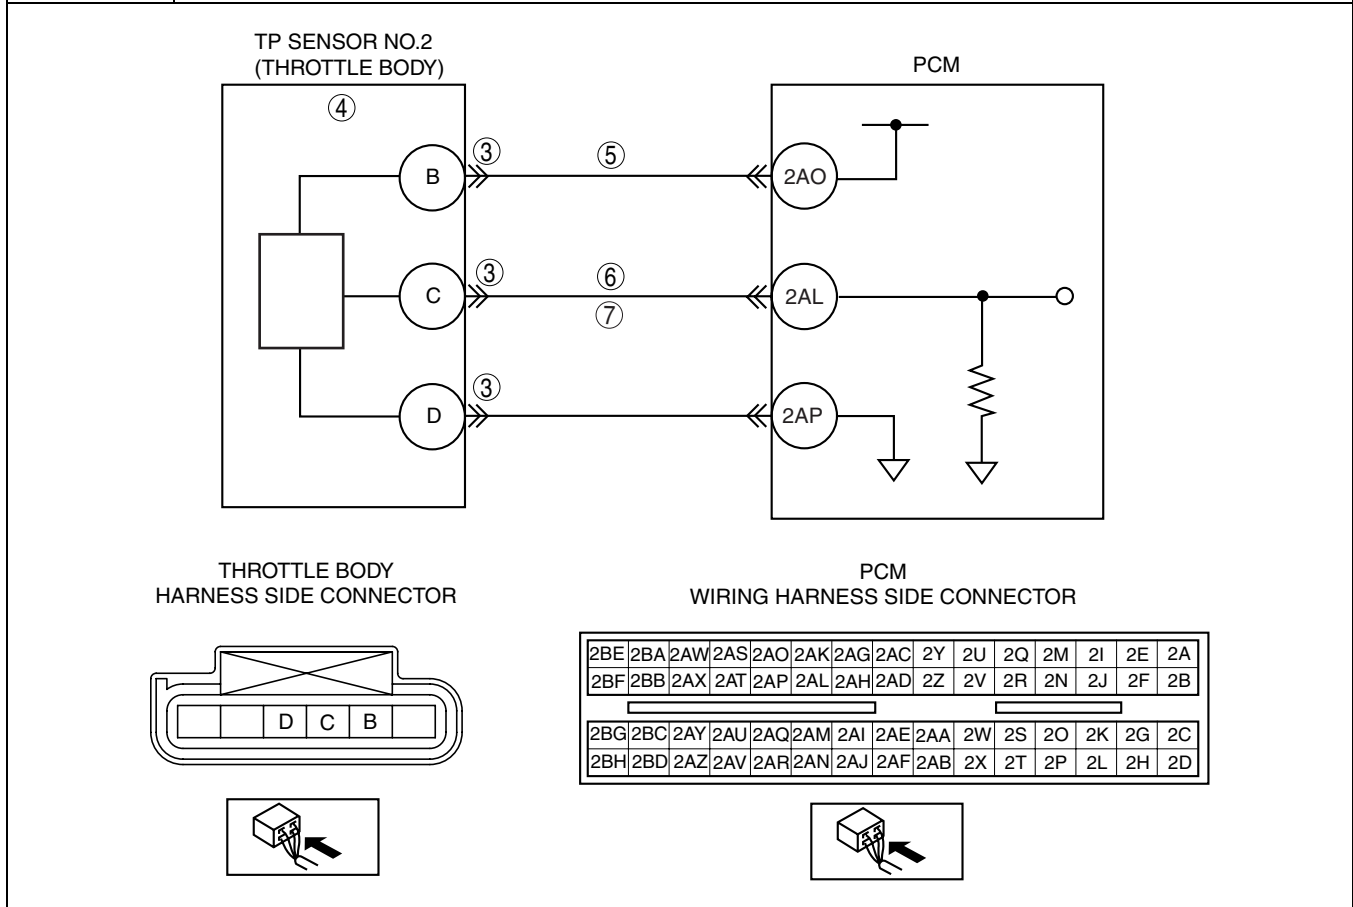 TP SENSOR NO.2
(THROTTLE BODY)
PCM
④
B
③
⑤
2AO
C
③
⑥
⑦
2AL
D
③
2AP
THROTTLE BODY
HARNESS SIDE CONNECTOR
D C B
PCM
WIRING HARNESS SIDE CONNECTOR
2BE 2BA 2AW 2AS 2AO 2AK 2AG 2AC 2Y 2U 2Q 2M 2I 2E 2A
2BF 2BB 2AX 2AT 2AP 2AL 2AH 2AD 2Z 2V 2R 2N 2J 2F 2B
2BG 2BC 2AY 2AU 2AQ 2AM 2AI 2AE 2AA 2W 2S 2O 2K 2G 2C
2BH 2BD 2AZ 2AV 2AR 2AN 2AJ 2AF 2AB 2X 2T 2P 2L 2H 2D